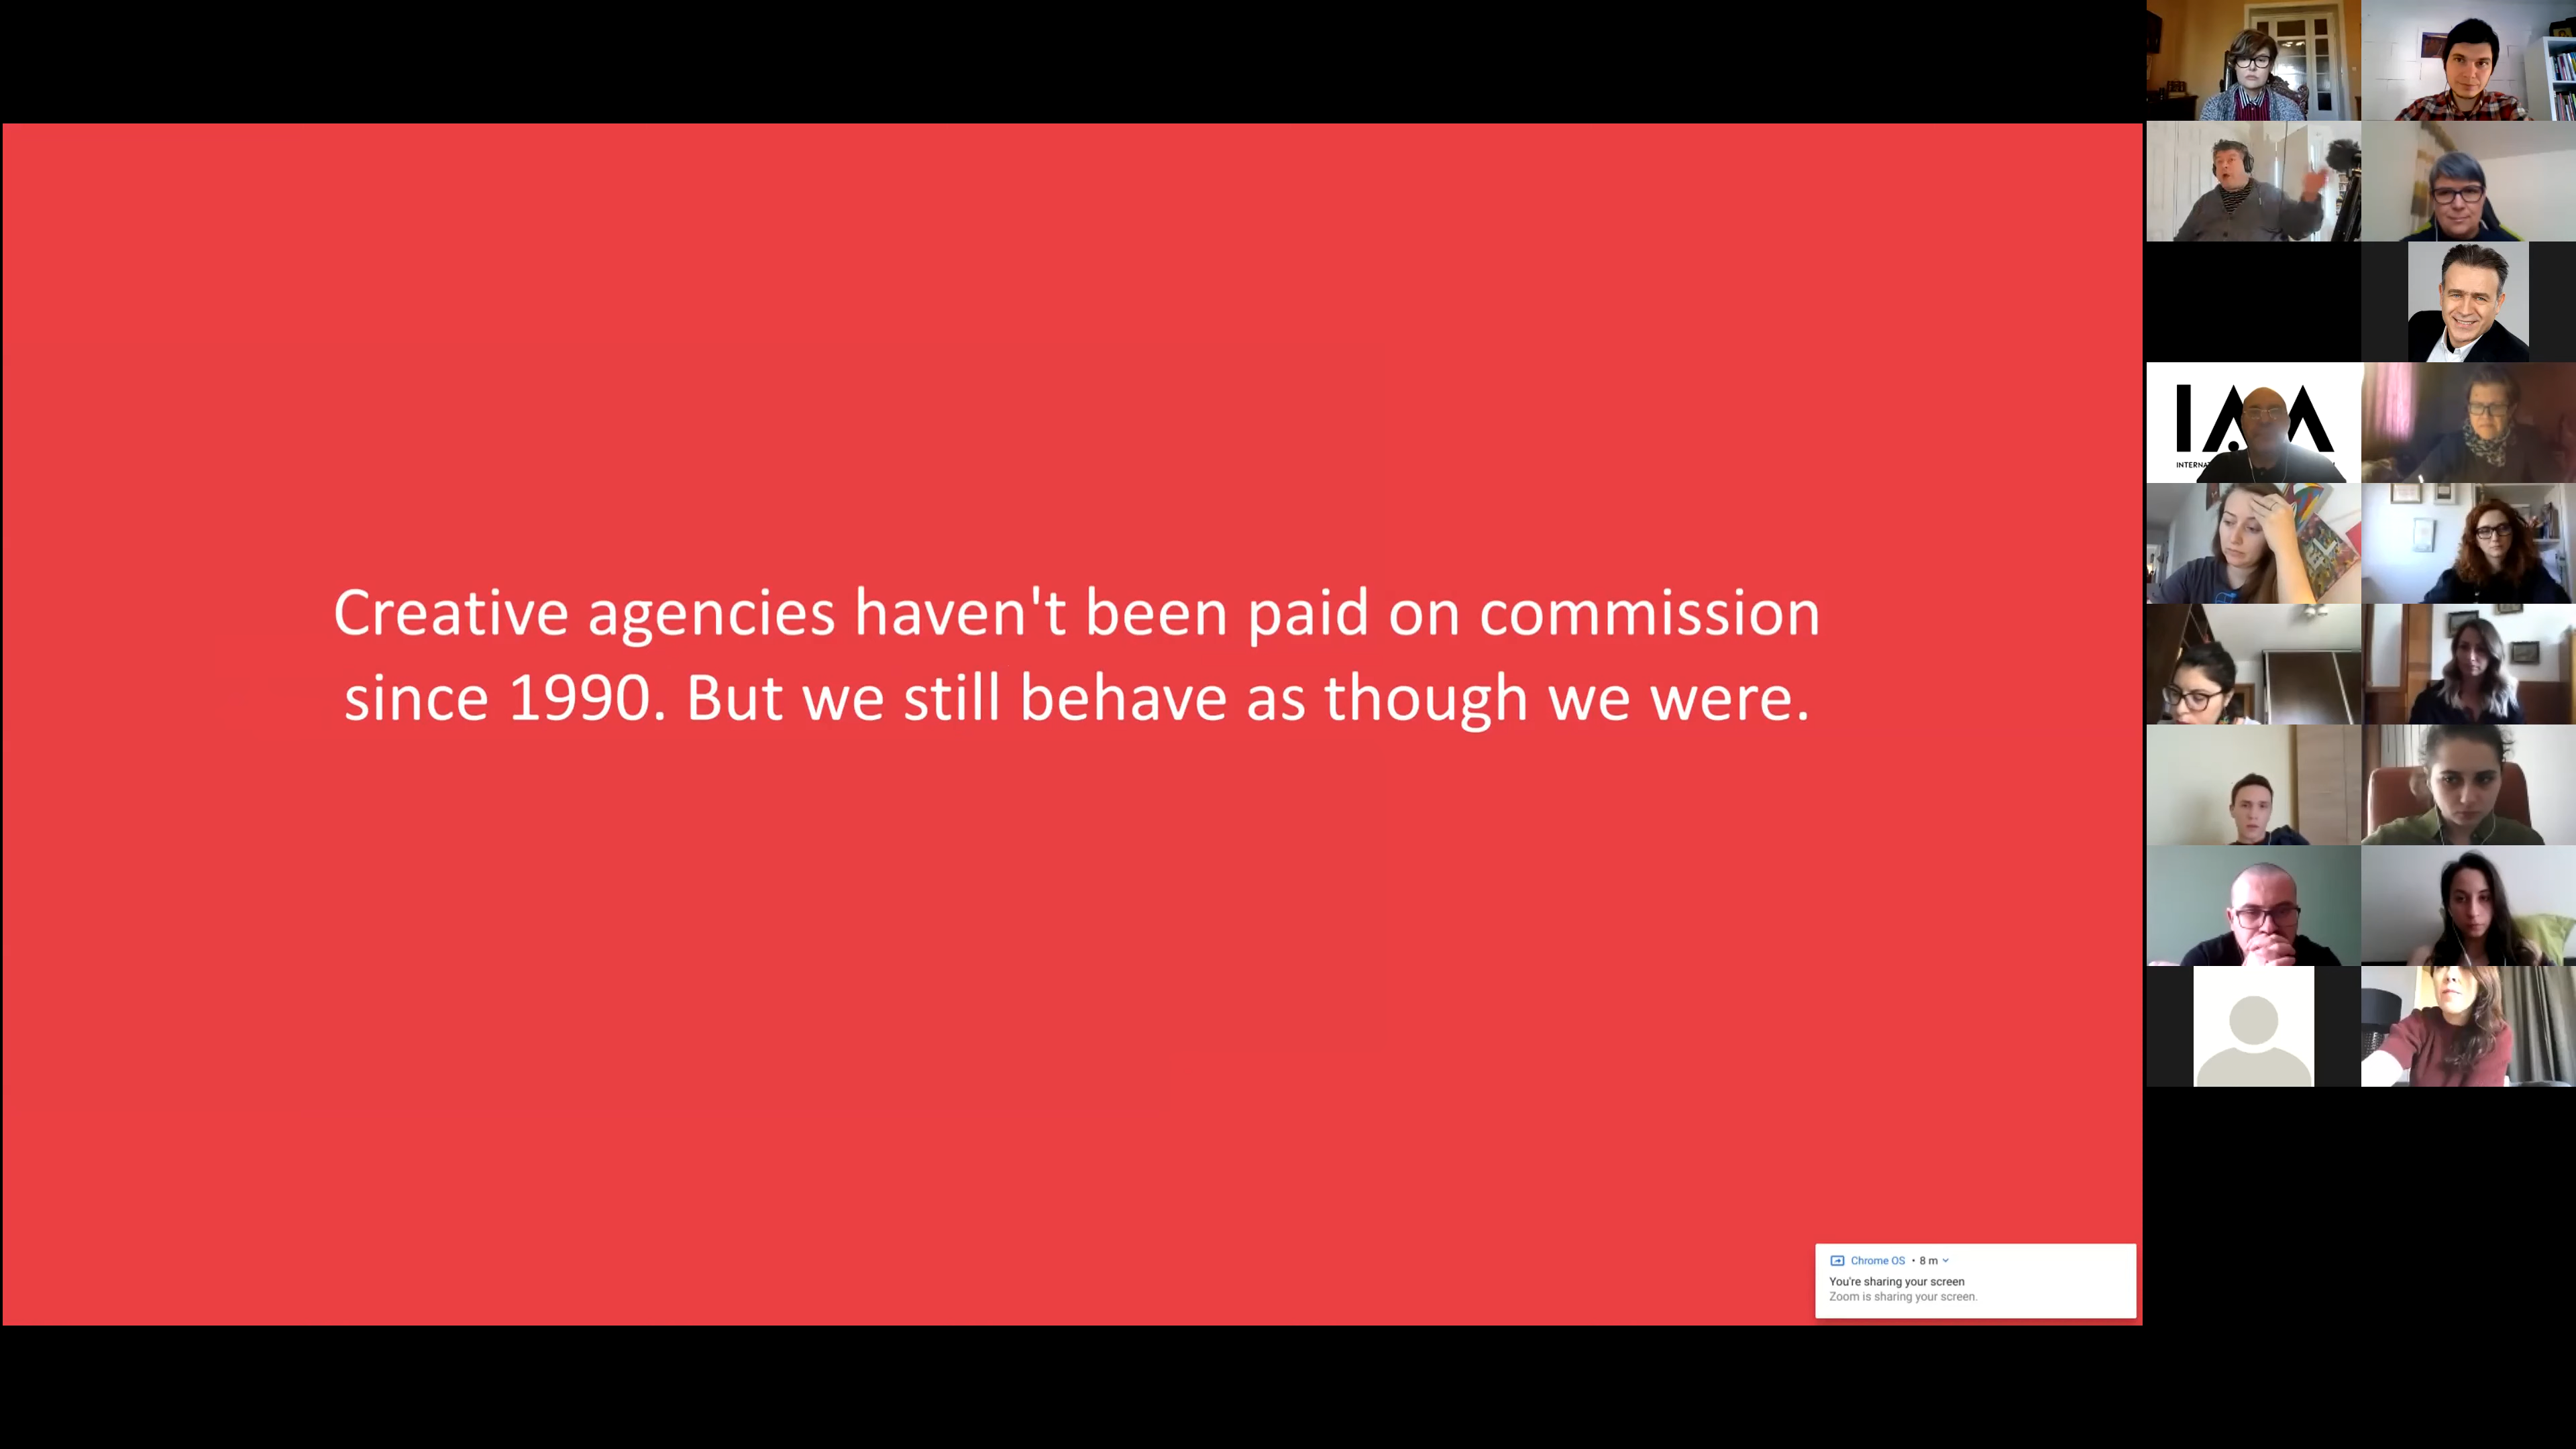 Creative agencies haven't been paid on commission
since 1990. But we still behave as though we were.
Chrome OS • 8 m
You're sharing your screen
Zoom is sharing your screen.